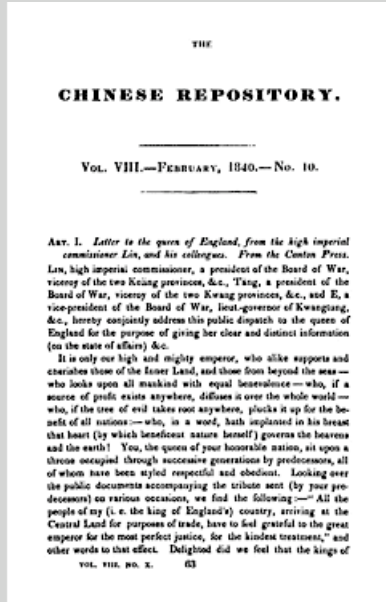 THE
CHINESE REPOSITORY.
VOL. VIII.—FEBRUARY, 1840.—No. 10.
ART. I. Letter to the queen of England, from the high imperial
commissioner Lin, and his colleagues. From the Canton Press.
LIN, high imperial commissioner, a president of the Board of War,
viceroy of the two Keäng provinces, &c., Tang, a president of the
Board of War, viceroy of the two Kwang provinces, &c., and E, a
vice-president of the Board of War, lieut.-governor of Kwangtung,
&c., hereby conjointly address this public dispatch to the queen of
England for the purpose of giving her clear and distinct information
(on the state of affairs) &c.
It is only our high and mighty emperor, who alike supports and
cherishes those of the Inner Land, and those from beyond the seas—
who looks upon all mankind with equal benevolence—who, if a
source of profit exists anywhere, diffuses it over the whole world—
who, if the tree of evil takes root anywhere, plucks it up for the be-
nefit of all nations:—who, in a word, hath implanted in his breast
that heart (by which beneficent nature herself) governs the heavens
and the earth! You, the queen of your honorable nation, sit upon a
throne occupied through successive generations by predecessors, all
of whom have been styled respectful and obedient. Looking over
the public documents accompanying the tribute sent (by your pre-
decessors) on various occasions, we find the following:—"All the
people of my (i. e. the king of England's) country, arriving at the
Central Land for purposes of trade, have to feel grateful to the great
emperor for the most perfect justice, for the kindest treatment," and
other words to that effect. Delighted did we feel that the kings of
VOL. VIII. NO. X. 63